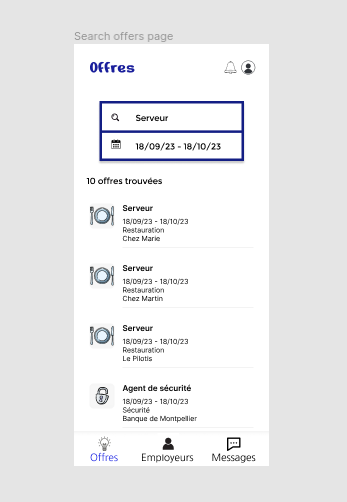 Search offers page
Offres
Serveur
18/09/23 - 18/10/23
10 offres trouvées
Serveur
18/09/23 - 18/10/23
Restauration
Chez Marie
Serveur
18/09/23 - 18/10/23
Restauration
Chez Martin
Serveur
18/09/23 - 18/10/23
Restauration
Le Pilotis
Agent de sécurité
18/09/23 - 18/10/23
Sécurité
Banque de Montpellier
Offres Employeurs Messages